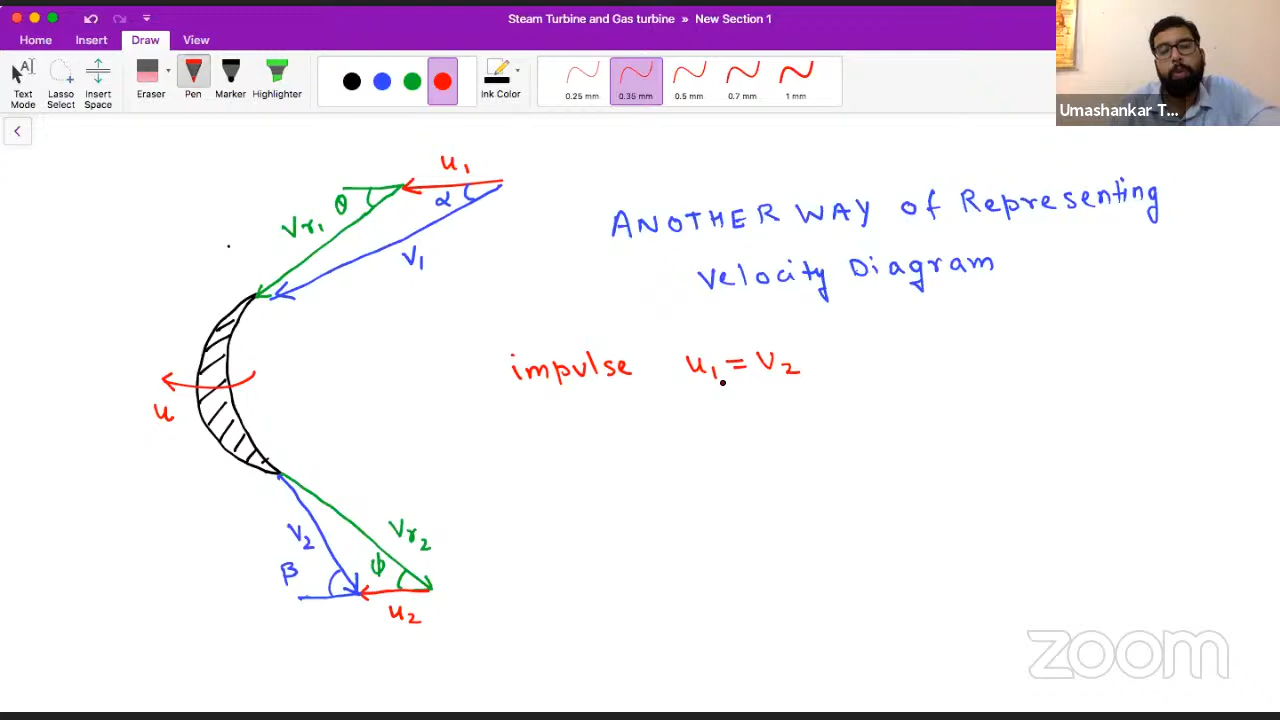 Steam Turbine and Gas turbine » New Section 1
Home Insert Draw View
Text Mode
Lasso Select
Insert Space
Eraser
Pen
Marker
Highlighter
Ink Color
0.25 mm
0.35 mm
0.5 mm
0.7 mm
1 mm
Umashankar T...
u1
θ
α
Vr1
V1
ANOTHER WAY of Representing
Velocity Diagram
impulse u1 = V2
u
V2
Vr2
β
φ
u2
zoom